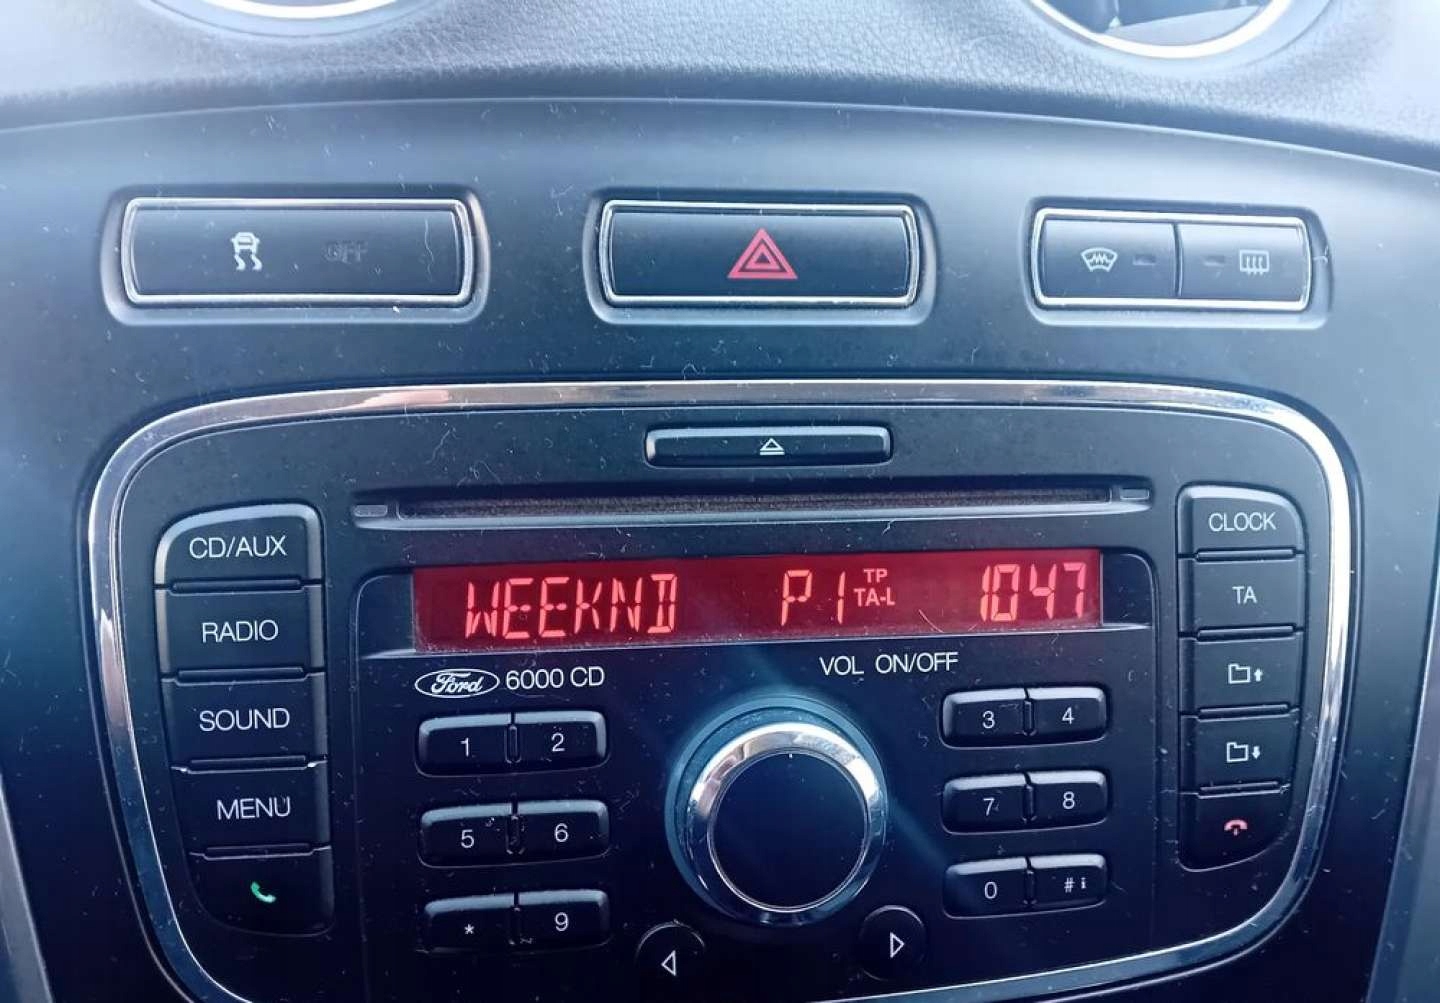 OFF
CD/AUX
RADIO
SOUND
MENU
WEEKND P1 TP TA-L 1047
Ford 6000 CD
VOL ON/OFF
1 2
3 4
5 6
7 8
* 9
0 # i
CLOCK
TA